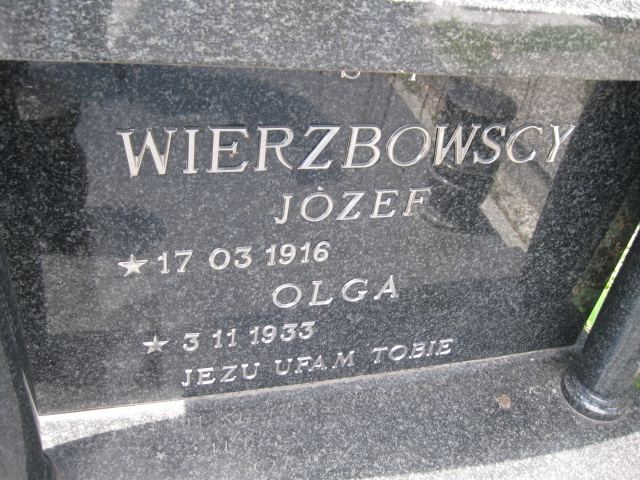 WIERZBOWSCY
JÓZEF
★ 17 03 1916
OLGA
★ 3 11 1933
JEZU UFAM TOBIE